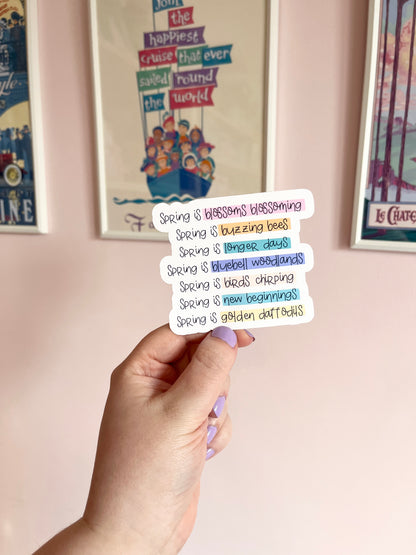 Join the
happiest
cruise that ever
sailed round
the world
spring is blossoms blossoming
spring is buzzing bees
spring is longer days
spring is bluebell woodlands
spring is birds chirping
spring is new beginnings
spring is golden daffodils